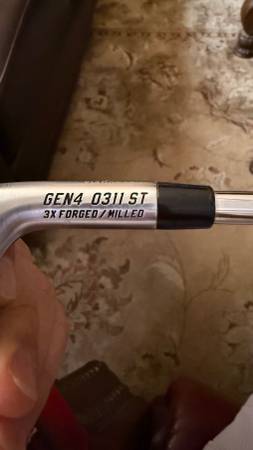 GEN4 0311 ST
3X FORGED / MILLED